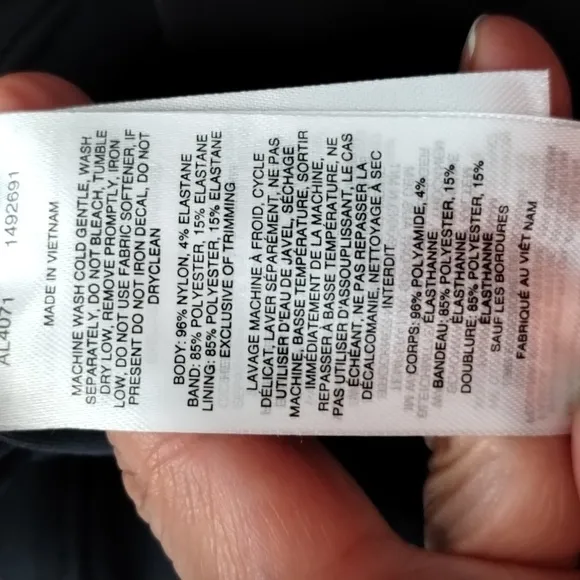 AL4071 1492691
MADE IN VIETNAM
MACHINE WASH COLD GENTLE, WASH
SEPARATELY, DO NOT BLEACH, TUMBLE
DRY LOW, REMOVE PROMPTLY, IRON
LOW, DO NOT USE FABRIC SOFTENER, IF
PRESENT DO NOT IRON DECAL, DO NOT
DRYCLEAN
BODY: 96% NYLON, 4% ELASTANE
BAND: 85% POLYESTER, 15% ELASTANE
LINING: 85% POLYESTER, 15% ELASTANE
EXCLUSIVE OF TRIMMING
LAVAGE MACHINE À FROID, CYCLE
DÉLICAT, LAVER SÉPARÉMENT, NE PAS
UTILISER D'EAU DE JAVEL, SÉCHAGE
MACHINE, BASSE TEMPÉRATURE, SORTIR
IMMÉDIATEMENT DE LA MACHINE,
REPASSER À BASSE TEMPÉRATURE, NE
PAS UTILISER D'ASSOUPLISSANT, LE CAS
ÉCHÉANT, NE PAS REPASSER LA
DÉCALCOMANIE, NETTOYAGE À SEC
INTERDIT
CORPS: 96% POLYAMIDE, 4%
ÉLASTHANNE
BANDEAU: 85% POLYESTER, 15%
ÉLASTHANNE
DOUBLURE: 85% POLYESTER, 15%
ÉLASTHANNE
SAUF LES BORDURES
FABRIQUÉ AU VIÊT NAM